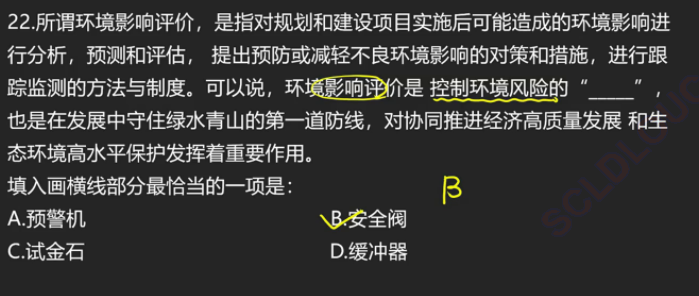 22.所谓环境影响评价，是指对规划和建设项目实施后可能造成的环境影响进
行分析，预测和评估， 提出预防或减轻不良环境影响的对策和措施，进行跟
踪监测的方法与制度。可以说，环境影响评价是 控制环境风险的“_____”，
也是在发展中守住绿水青山的第一道防线，对协同推进经济高质量发展 和生
态环境高水平保护发挥着重要作用。
填入画横线部分最恰当的一项是：
B
A.预警机 B.安全阀
C.试金石 D.缓冲器